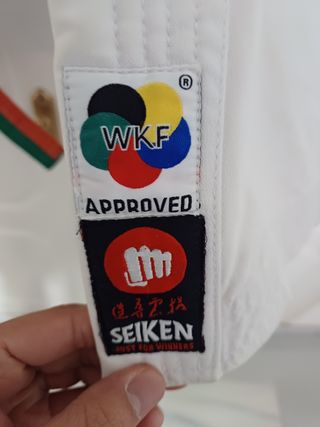 ®
WKF
APPROVED
SEIKEN
JUST FOR WINNERS